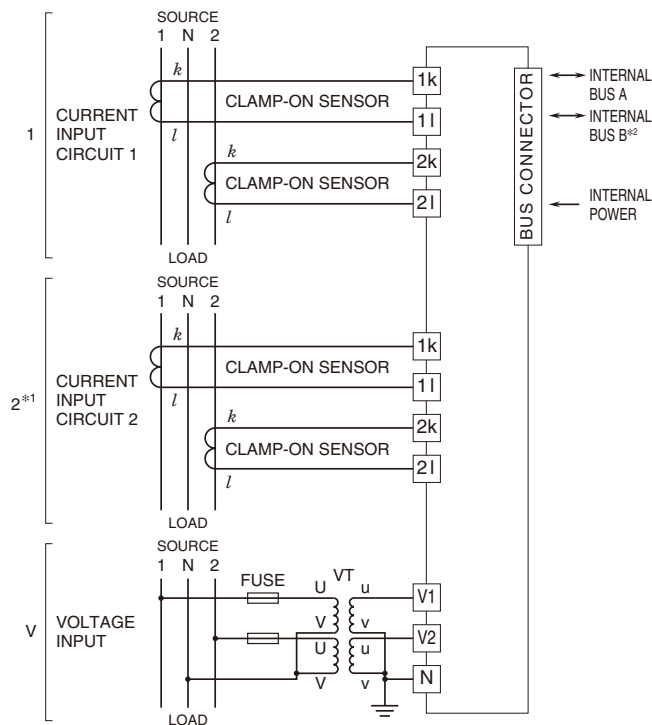 SOURCE
1 N 2
k
CLAMP-ON SENSOR
l
k
CLAMP-ON SENSOR
l
1
CURRENT
INPUT
CIRCUIT 1
LOAD
1k
1l
2k
2l
BUS CONNECTOR
INTERNAL
BUS A
INTERNAL
BUS B*2
INTERNAL
POWER
SOURCE
1 N 2
k
CLAMP-ON SENSOR
l
k
CLAMP-ON SENSOR
l
2*1
CURRENT
INPUT
CIRCUIT 2
LOAD
1k
1l
2k
2l
SOURCE
1 N 2
FUSE
VT
U u
V v
U u
V v
V
VOLTAGE
INPUT
LOAD
V1
V2
N